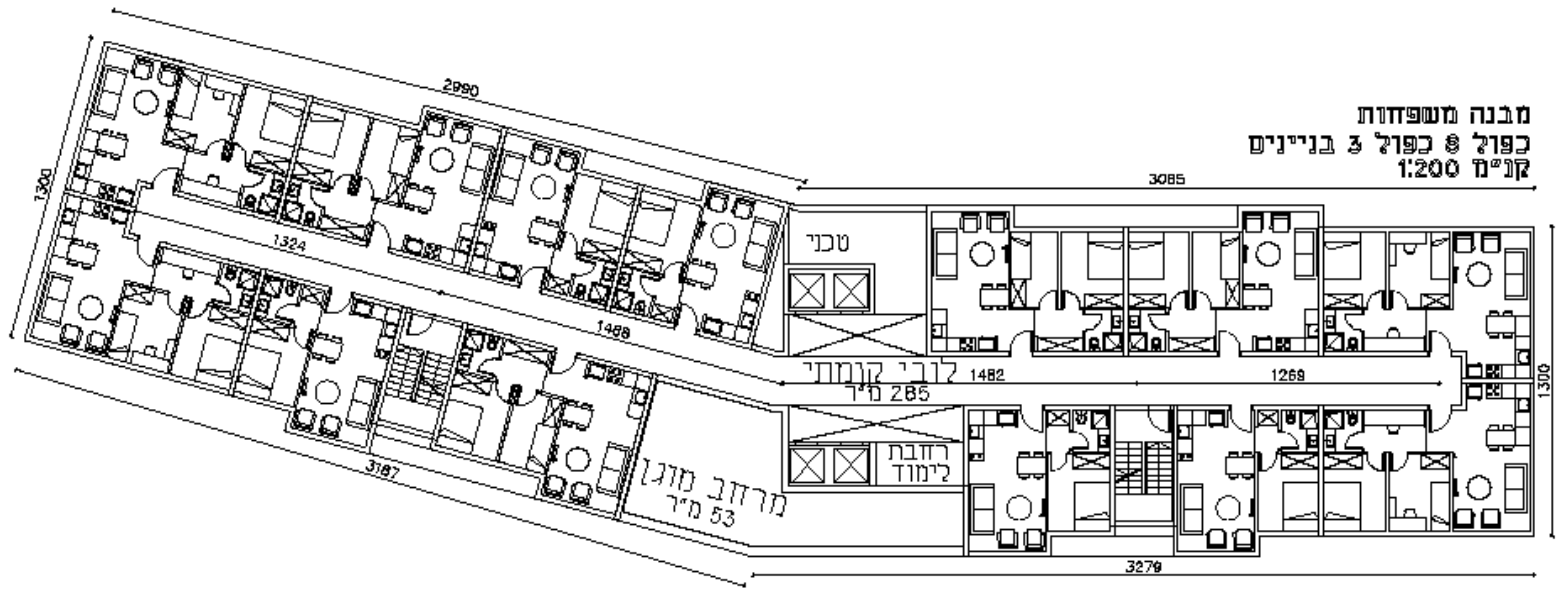 מבנה משפחות
כפול 8 כפול 3 בניינים
קנ"מ 1:200
2990
3085
1300
טכני
1324
1468
לובי קומתי
285 מ"ר
1482
1269
1300
רחבת
לימוד
מרחב מוגן
53 מ"ר
3187
3279